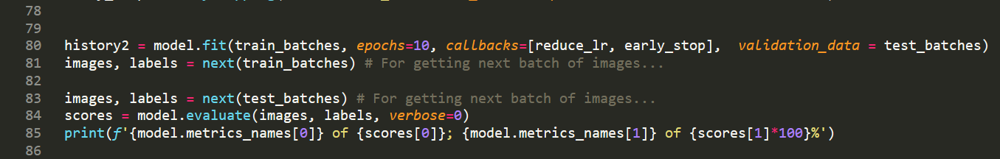 78
79
80 history2 = model.fit(train_batches, epochs=10, callbacks=[reduce_lr, early_stop],  validation_data = test_batches)
81 images, labels = next(train_batches) # For getting next batch of images...
82
83 images, labels = next(test_batches) # For getting next batch of images...
84 scores = model.evaluate(images, labels, verbose=0)
85 print(f'{model.metrics_names[0]} of {scores[0]}; {model.metrics_names[1]} of {scores[1]*100}%')
86